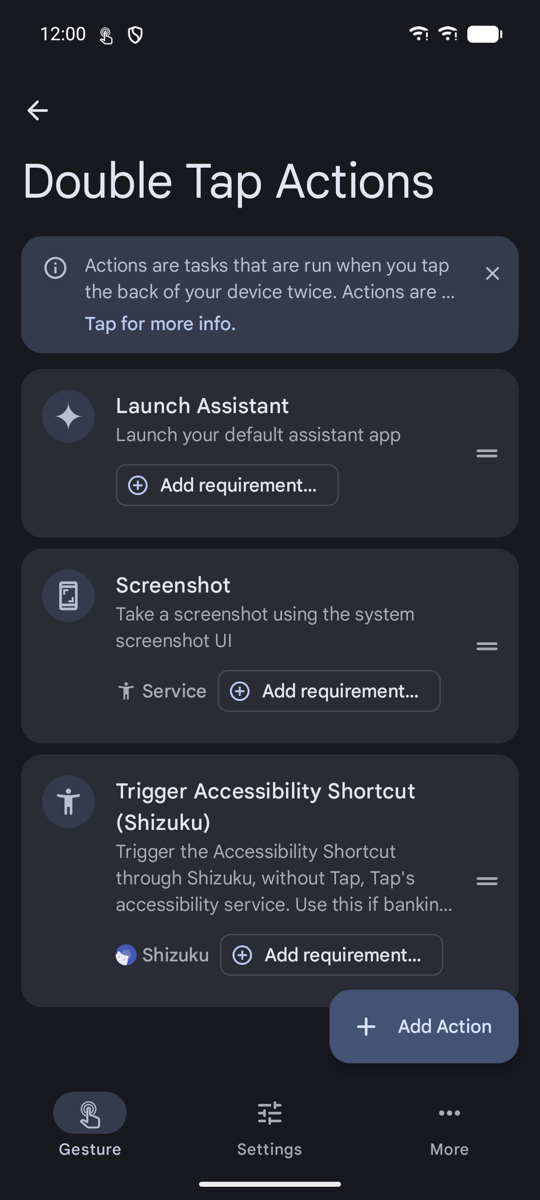 12:00
Double Tap Actions
Actions are tasks that are run when you tap
the back of your device twice. Actions are ...
Tap for more info.
Launch Assistant
Launch your default assistant app
Add requirement...
Screenshot
Take a screenshot using the system
screenshot UI
Service
Add requirement...
Trigger Accessibility Shortcut
(Shizuku)
Trigger the Accessibility Shortcut
through Shizuku, without Tap, Tap's
accessibility service. Use this if bankin...
Shizuku
Add requirement...
Add Action
Gesture
Settings
More